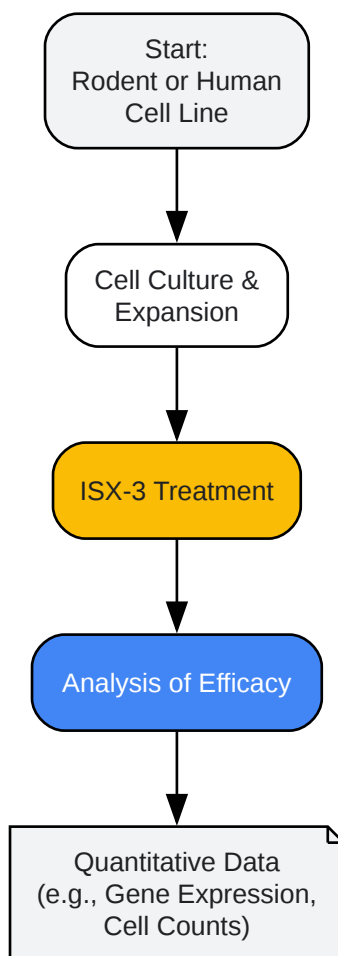 Start:
Rodent or Human
Cell Line
Cell Culture &
Expansion
ISX-3 Treatment
Analysis of Efficacy
Quantitative Data
(e.g., Gene Expression,
Cell Counts)